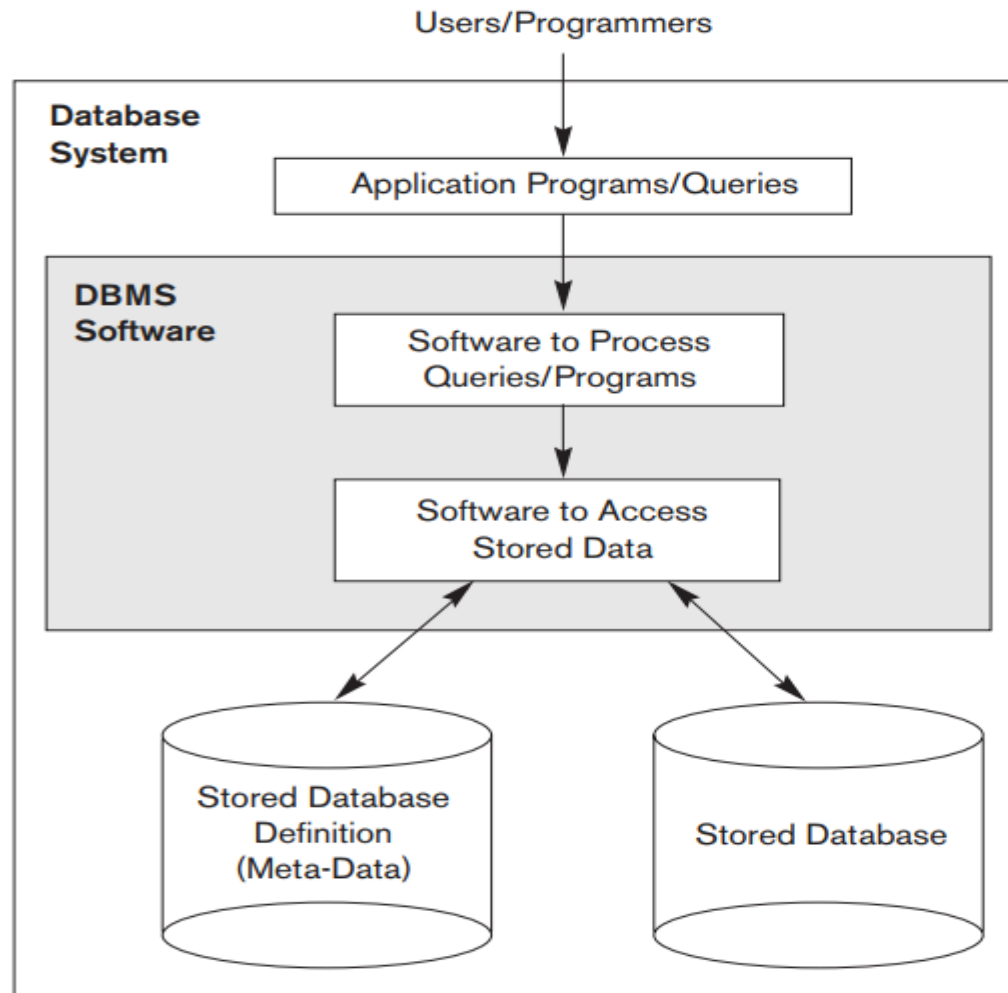 Users/Programmers
Database
System
Application Programs/Queries
DBMS
Software
Software to Process
Queries/Programs
Software to Access
Stored Data
Stored Database
Definition
(Meta-Data)
Stored Database